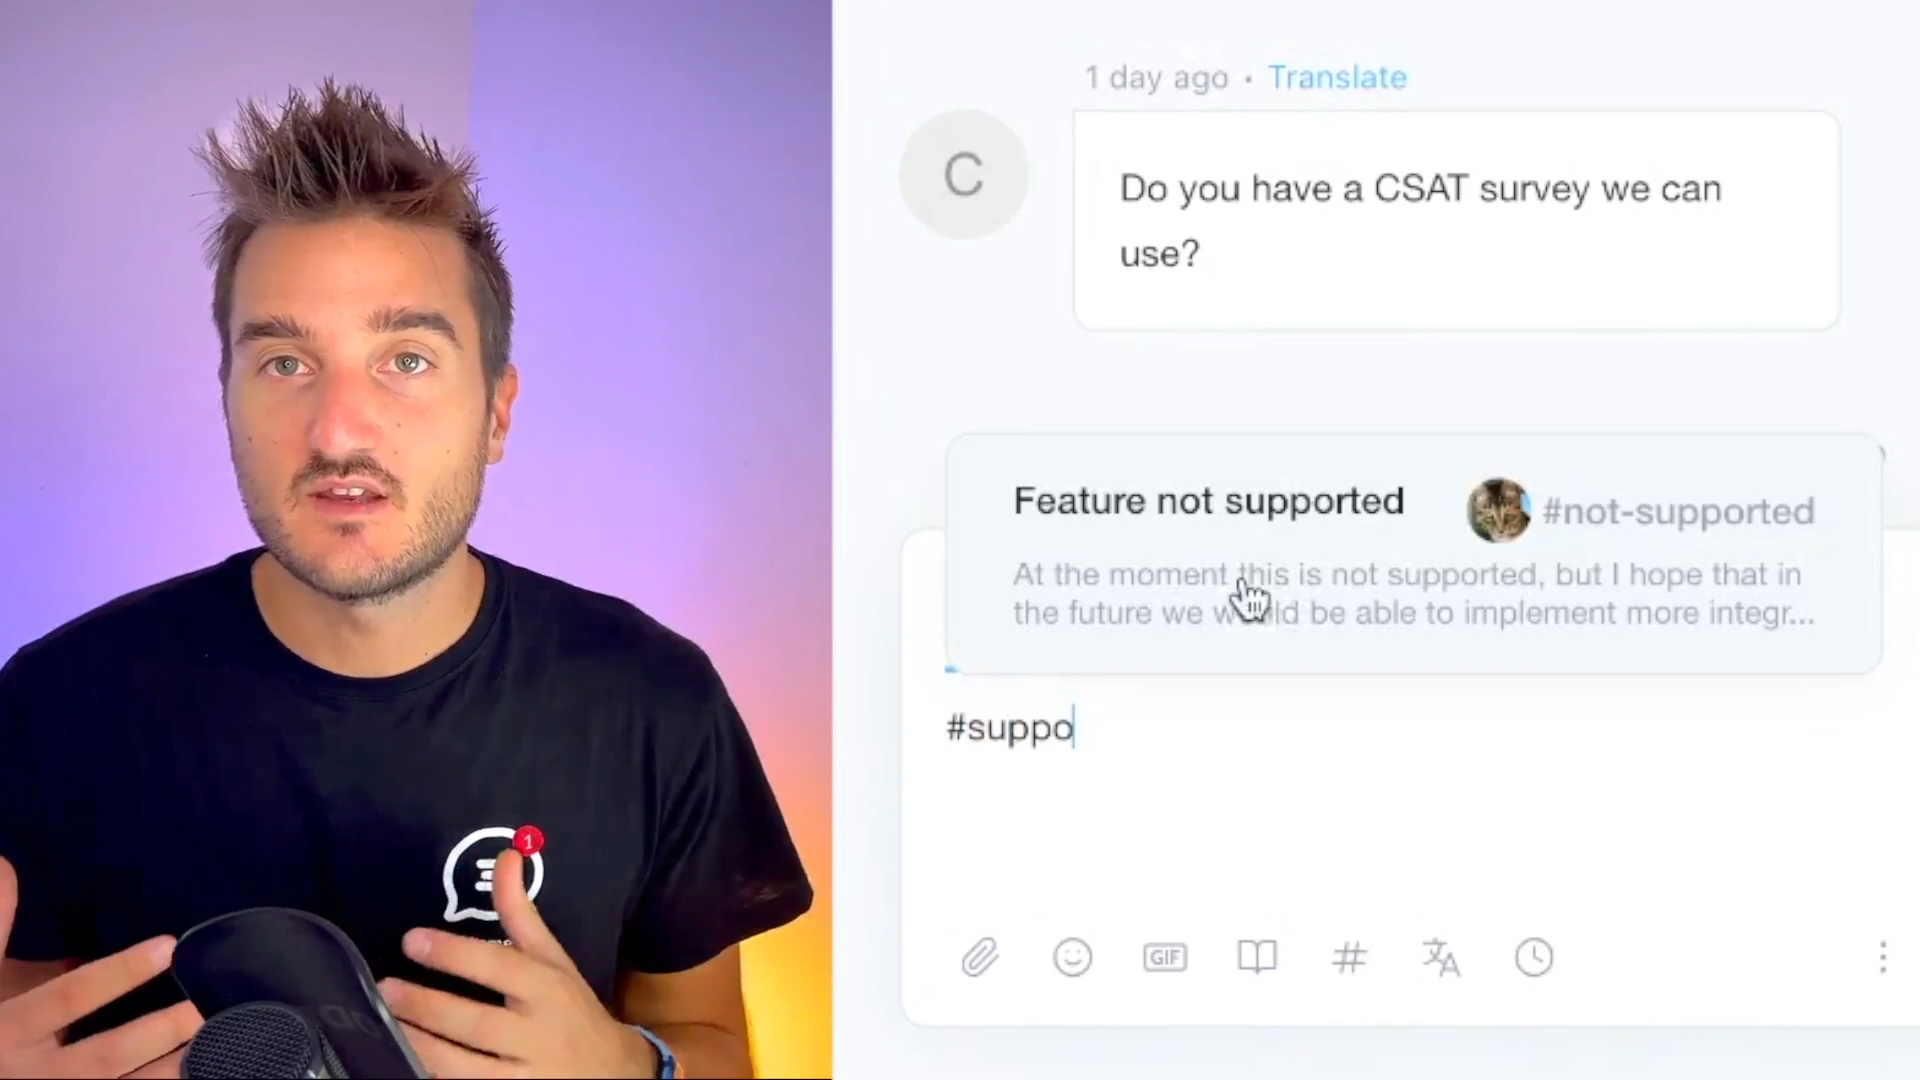 1 day ago • Translate
C
Do you have a CSAT survey we can
use?
Feature not supported
#not-supported
At the moment this is not supported, but I hope that in
the future we would be able to implement more integr...
#suppo
GIF
1